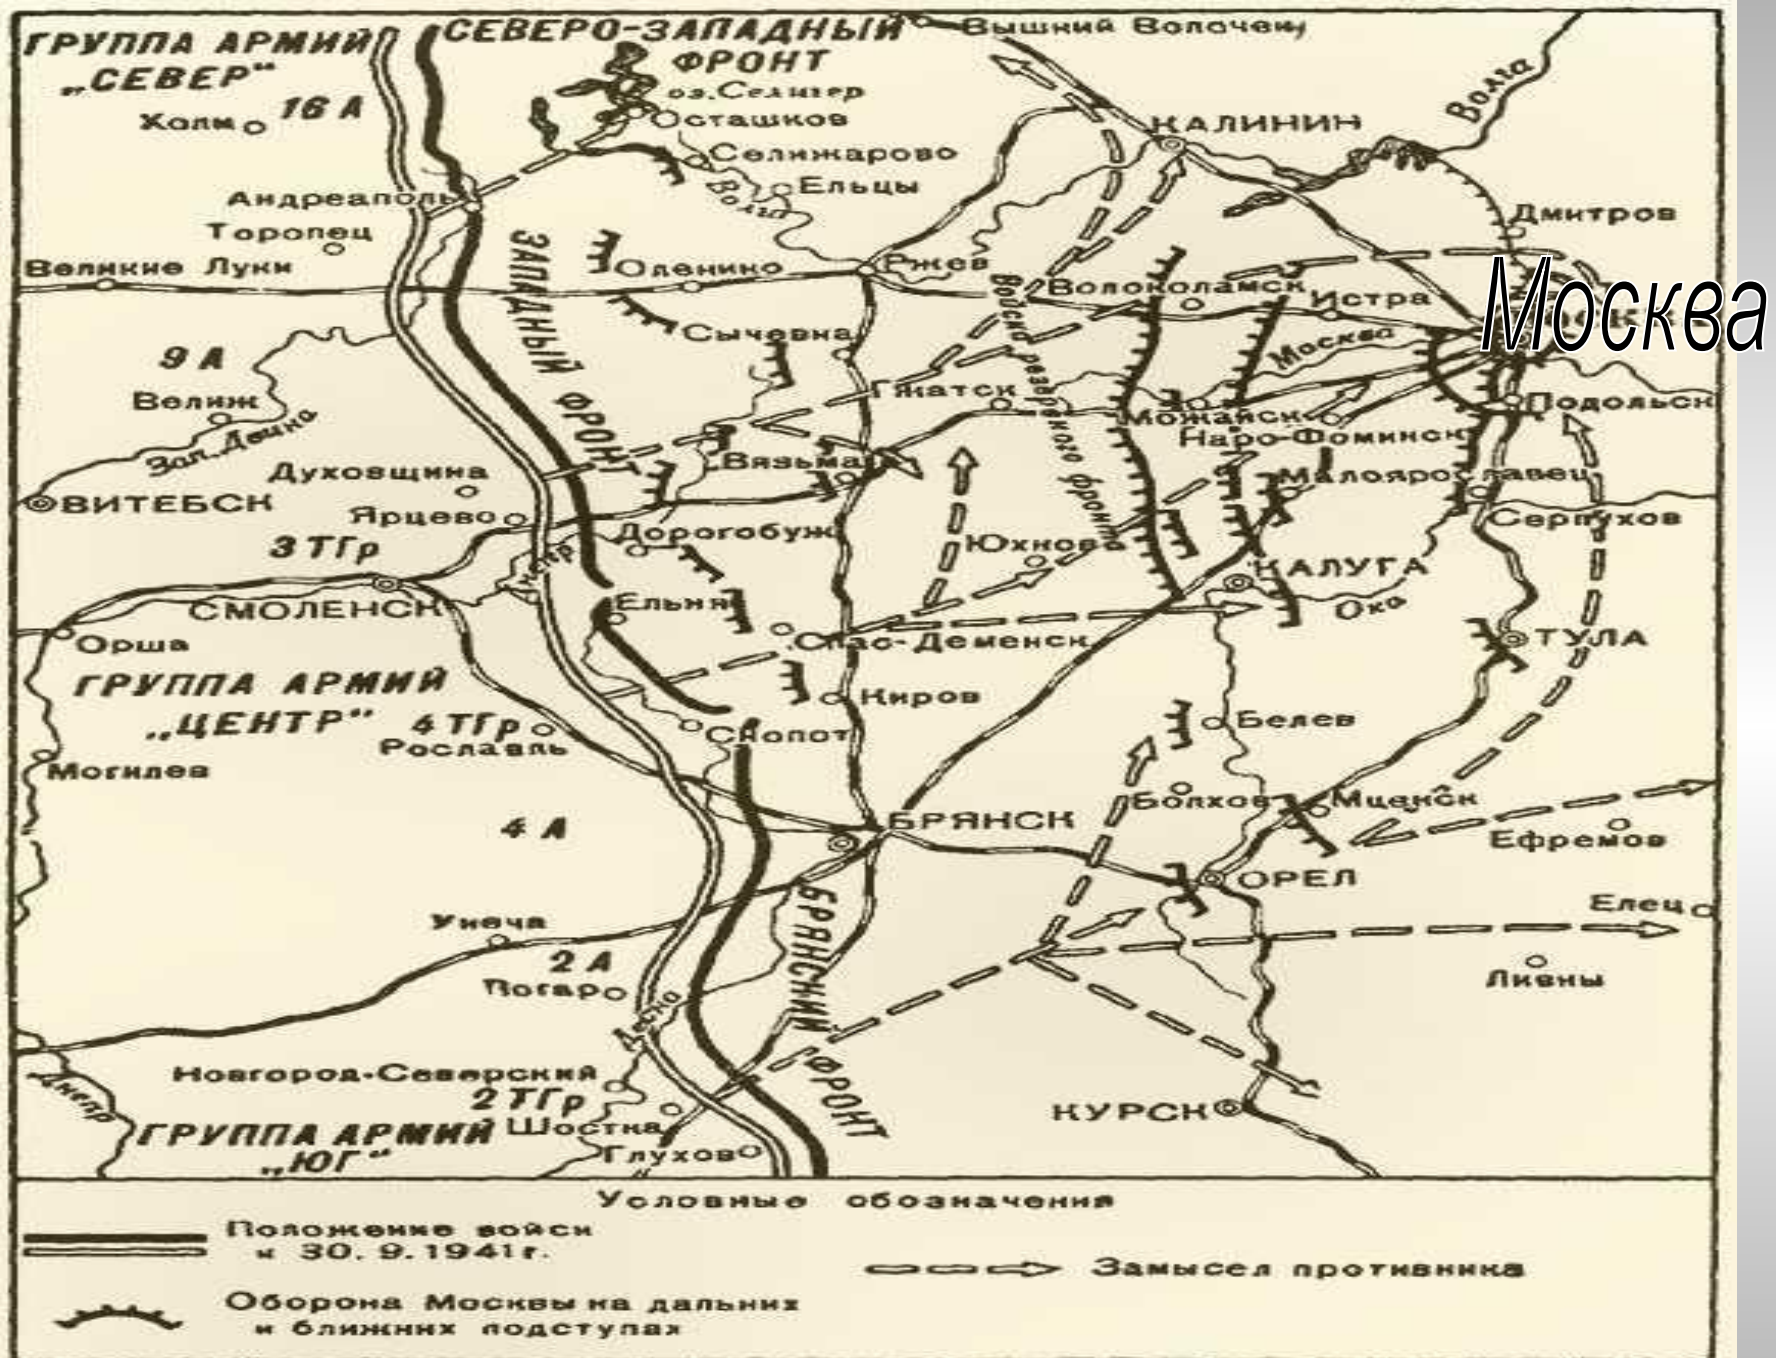 ГРУППА АРМИЙ
„СЕВЕР“
16 А
Холм
СЕВЕРО-ЗАПАДНЫЙ
ФРОНТ
оз. Селигер
Осташков
Селижарово
Ельцы
Волга
Вышний Волочек
КАЛИНИН
Волга
Дмитров
Андреаполь
Торопец
Великие Луки
ЗАПАДНЫЙ ФРОНТ
Оленино
Ржев
Сычевка
Войска резервного фронта
Волоколамск
Истра
Москва
Москва
9 А
Велиж
Зап. Двина
Гжатск
Можайск
Подольск
Наро-Фоминск
Духовщина
Вязьма
Малоярославец
ВИТЕБСК
Ярцево
Серпухов
3 ТГр
Дорогобуж
Юхнов
Днепр
КАЛУГА
СМОЛЕНСК
Ельня
Ока
Орша
Спас-Деменск
ТУЛА
ГРУППА АРМИЙ
„ЦЕНТР“
4 ТГр
Рославль
Киров
Снопот
Белев
Могилев
Болхов
Мценск
4 А
БРЯНСК
Ефремов
ОРЕЛ
Унеча
Елец
БРЯНСКИЙ ФРОНТ
2 А
Погар
Десна
Ливны
Новгород-Северский
2 ТГр
Шостка
Днепр
КУРСК
ГРУППА АРМИЙ
„ЮГ“
Глухов
Условные обозначения
Положение войск
к 30. 9. 1941 г.
Замысел противника
Оборона Москвы на дальних
и ближних подступах